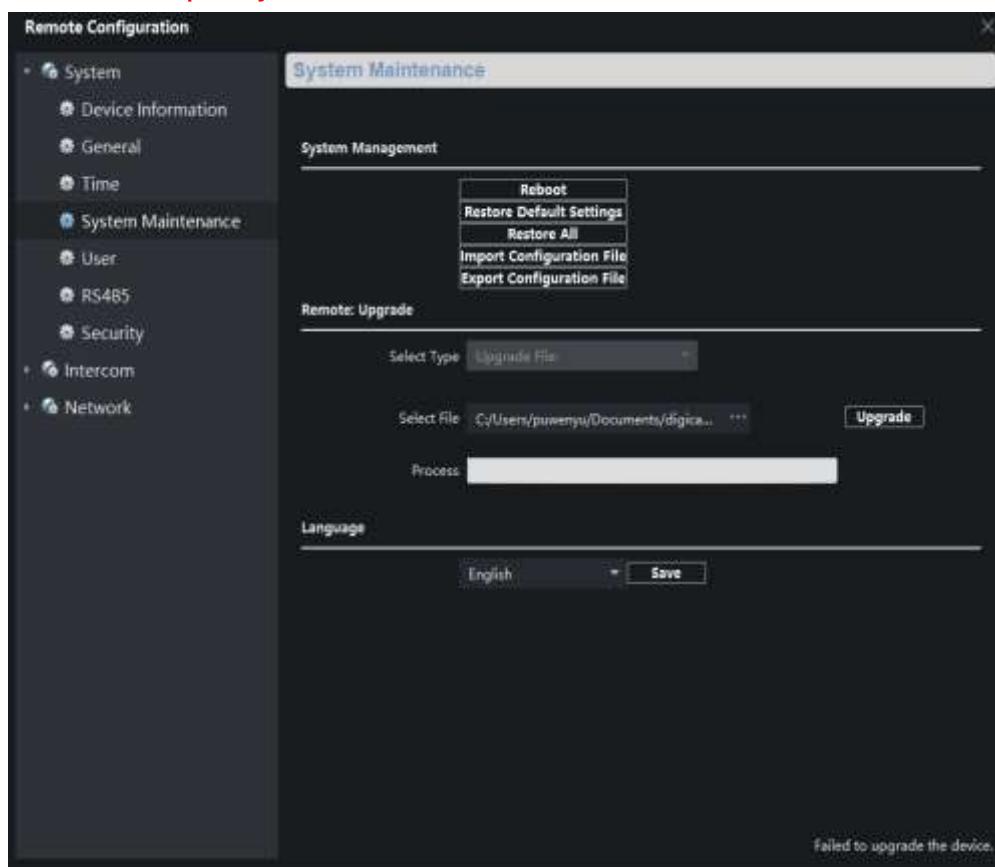 Remote Configuration
System
Device Information
General
Time
System Maintenance
User
RS485
Security
Intercom
Network
System Maintenance
System Management
Reboot
Restore Default Settings
Restore All
Import Configuration File
Export Configuration File
Remote: Upgrade
Select Type Upgrade File
Select File C:/Users/puwenyu/Documents/digica... ... Upgrade
Process
Language
English Save
Failed to upgrade the device.